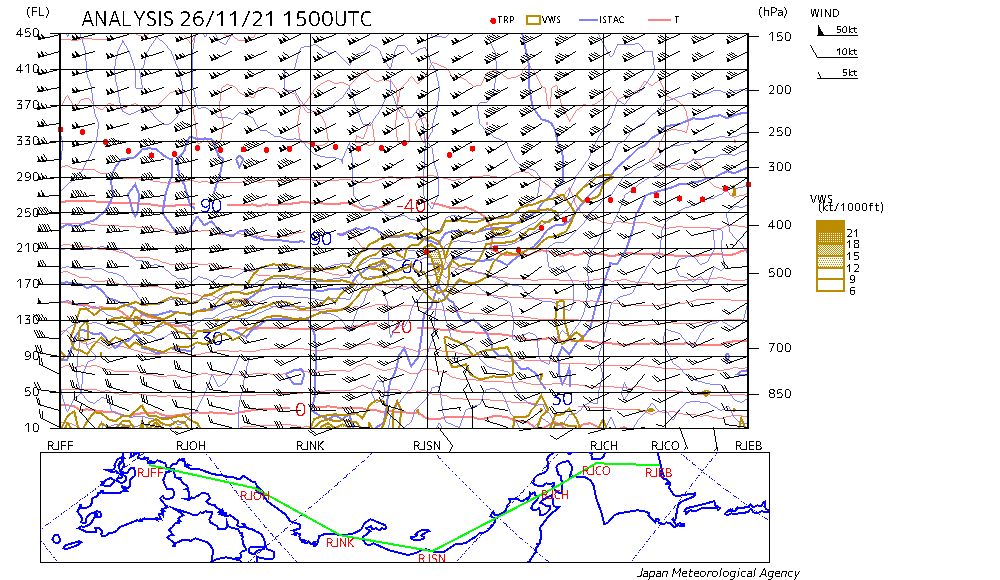 (FL) ANALYSIS 26/11/21 1500UTC TRP VWS ISTAC T (hPa) WIND
450 150 50kt
410 10kt
370 200 5kt
330 250
290 300
250 90 -40 400 VWS (kt/1000ft)
210 90 60 500 21
170 18
130 30 20 700 15
90 12
50 30 850 9
10 0 6
RJFF RJOH RJNK RJSN RJCH RJCO RJEB
RJFF RJOH RJNK RJSN RJCH RJCO RJEB
Japan Meteorological Agency